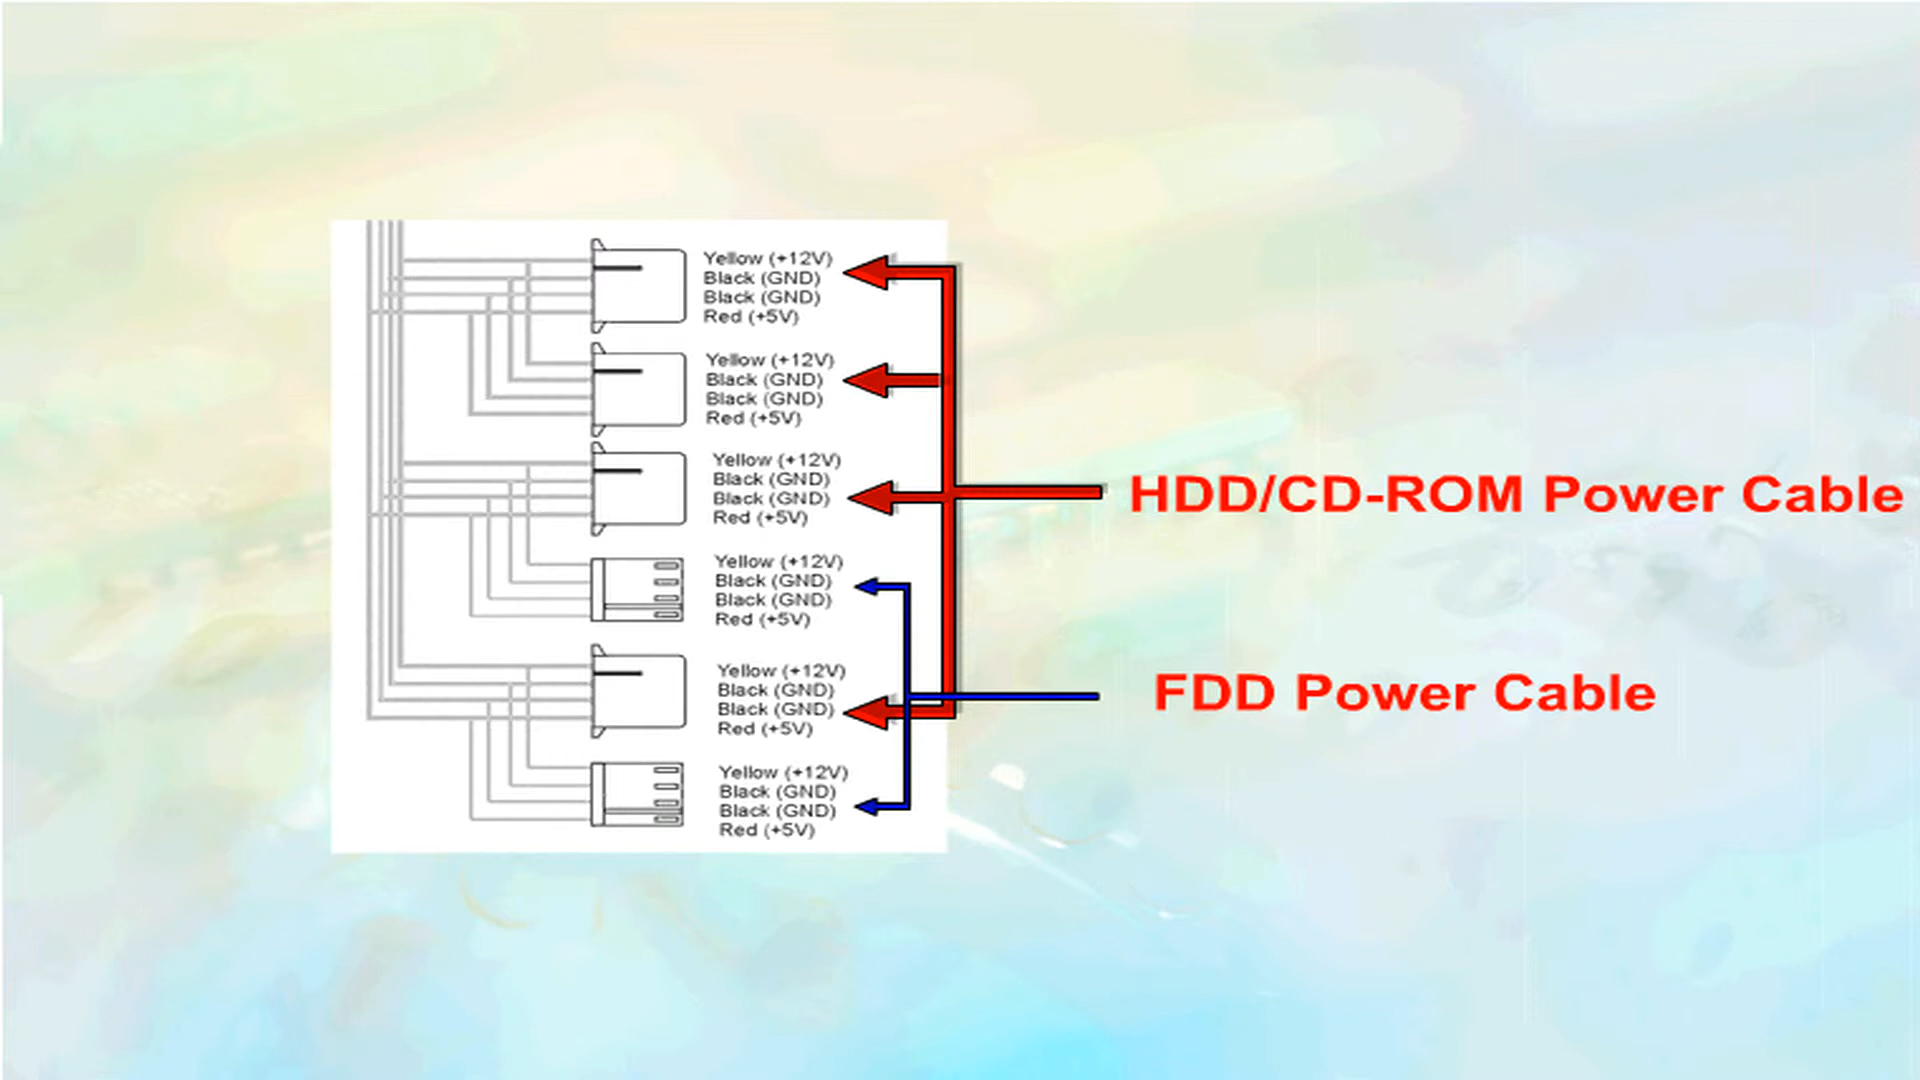 Yellow (+12V)
Black (GND)
Black (GND)
Red (+5V)
Yellow (+12V)
Black (GND)
Black (GND)
Red (+5V)
Yellow (+12V)
Black (GND)
Black (GND)
Red (+5V)
HDD/CD-ROM Power Cable
Yellow (+12V)
Black (GND)
Black (GND)
Red (+5V)
Yellow (+12V)
Black (GND)
Black (GND)
Red (+5V)
FDD Power Cable
Yellow (+12V)
Black (GND)
Black (GND)
Red (+5V)